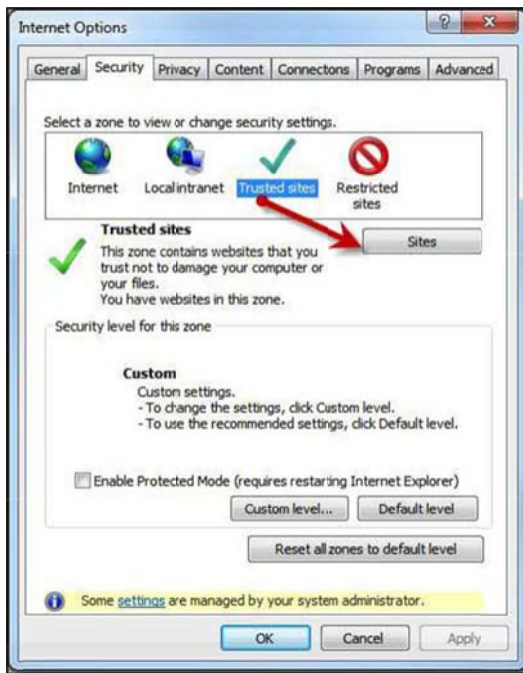 Internet Options
General Security Privacy Content Connectons Programs Advanced
Select a zone to view or change security settings.
Internet Local intranet Trusted sites Restricted
sites
Trusted sites
Sites
This zone contains websites that you
trust not to damage your computer or
your files.
You have websites in this zone.
Security level for this zone
Custom
Custom settings.
- To change the settings, click Custom level.
- To use the recommended settings, click Default level.
Enable Protected Mode (requires restarting Internet Explorer)
Custom level... Default level
Reset all zones to default level
Some settings are managed by your system administrator.
OK Cancel Apply